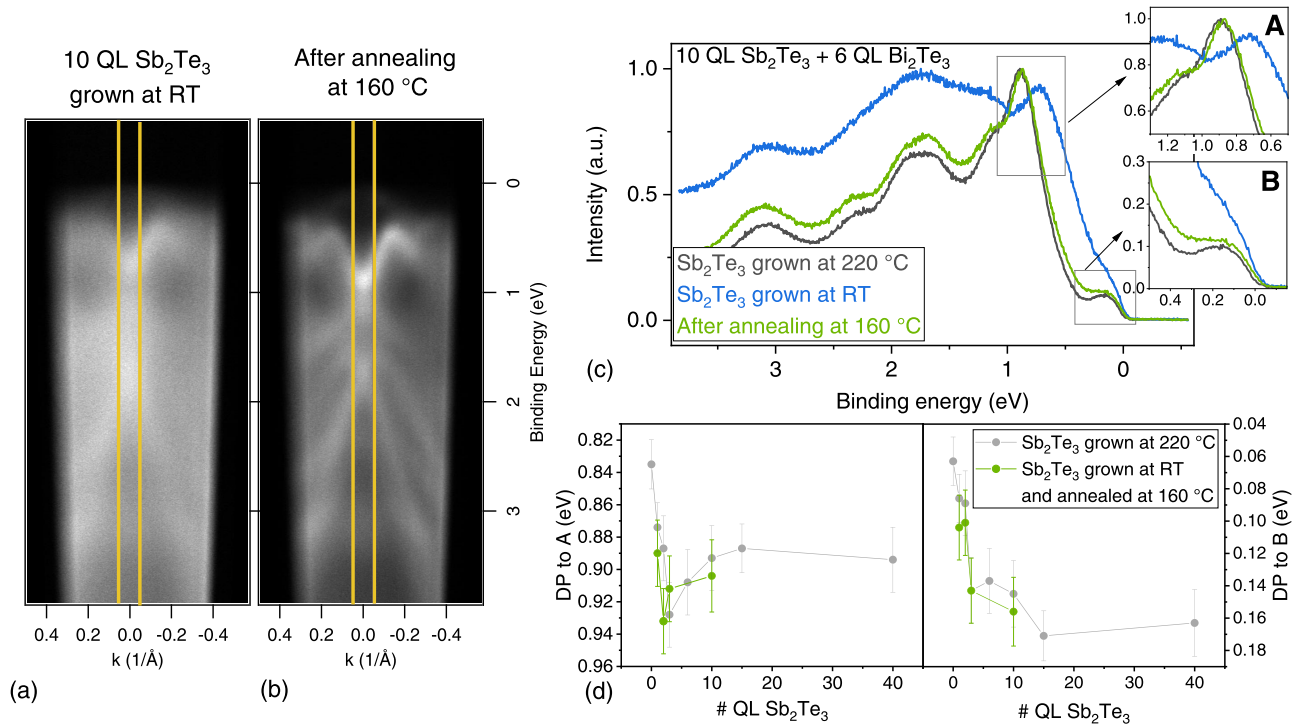 10 QL Sb₂Te₃
grown at RT
After annealing
at 160 °C
0
1
2
3
Binding Energy (eV)
0.4 0.2 0.0 -0.2 -0.4
0.4 0.2 0.0 -0.2 -0.4
k (1/Å)
k (1/Å)
(a)
(b)
10 QL Sb₂Te₃ + 6 QL Bi₂Te₃
1.0
0.5
0.0
Intensity (a.u.)
Sb₂Te₃ grown at 220 °C
Sb₂Te₃ grown at RT
After annealing at 160 °C
3 2 1 0
Binding energy (eV)
(c)
A
1.0
0.8
0.6
1.2 1.0 0.8 0.6
B
0.3
0.2
0.1
0.0
0.4 0.2 0.0
0.82
0.84
0.86
0.88
0.90
0.92
0.94
0.96
DP to A (eV)
0 10 20 30 40
# QL Sb₂Te₃
Sb₂Te₃ grown at 220 °C
Sb₂Te₃ grown at RT
and annealed at 160 °C
0.04
0.06
0.08
0.10
0.12
0.14
0.16
0.18
DP to B (eV)
0 10 20 30 40
# QL Sb₂Te₃
(d)